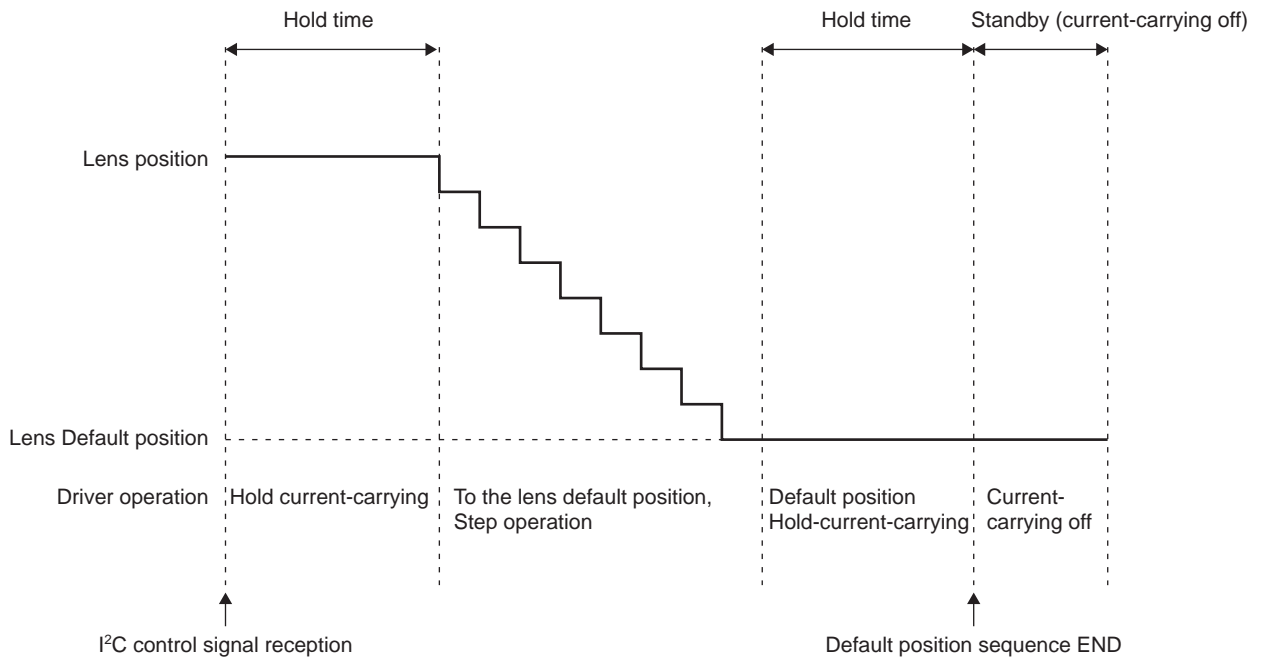 Hold time
Hold time
Standby (current-carrying off)
Lens position
Lens Default position
Driver operation
Hold current-carrying
To the lens default position,
Step operation
Default position
Hold-current-carrying
Current-
carrying off
I²C control signal reception
Default position sequence END